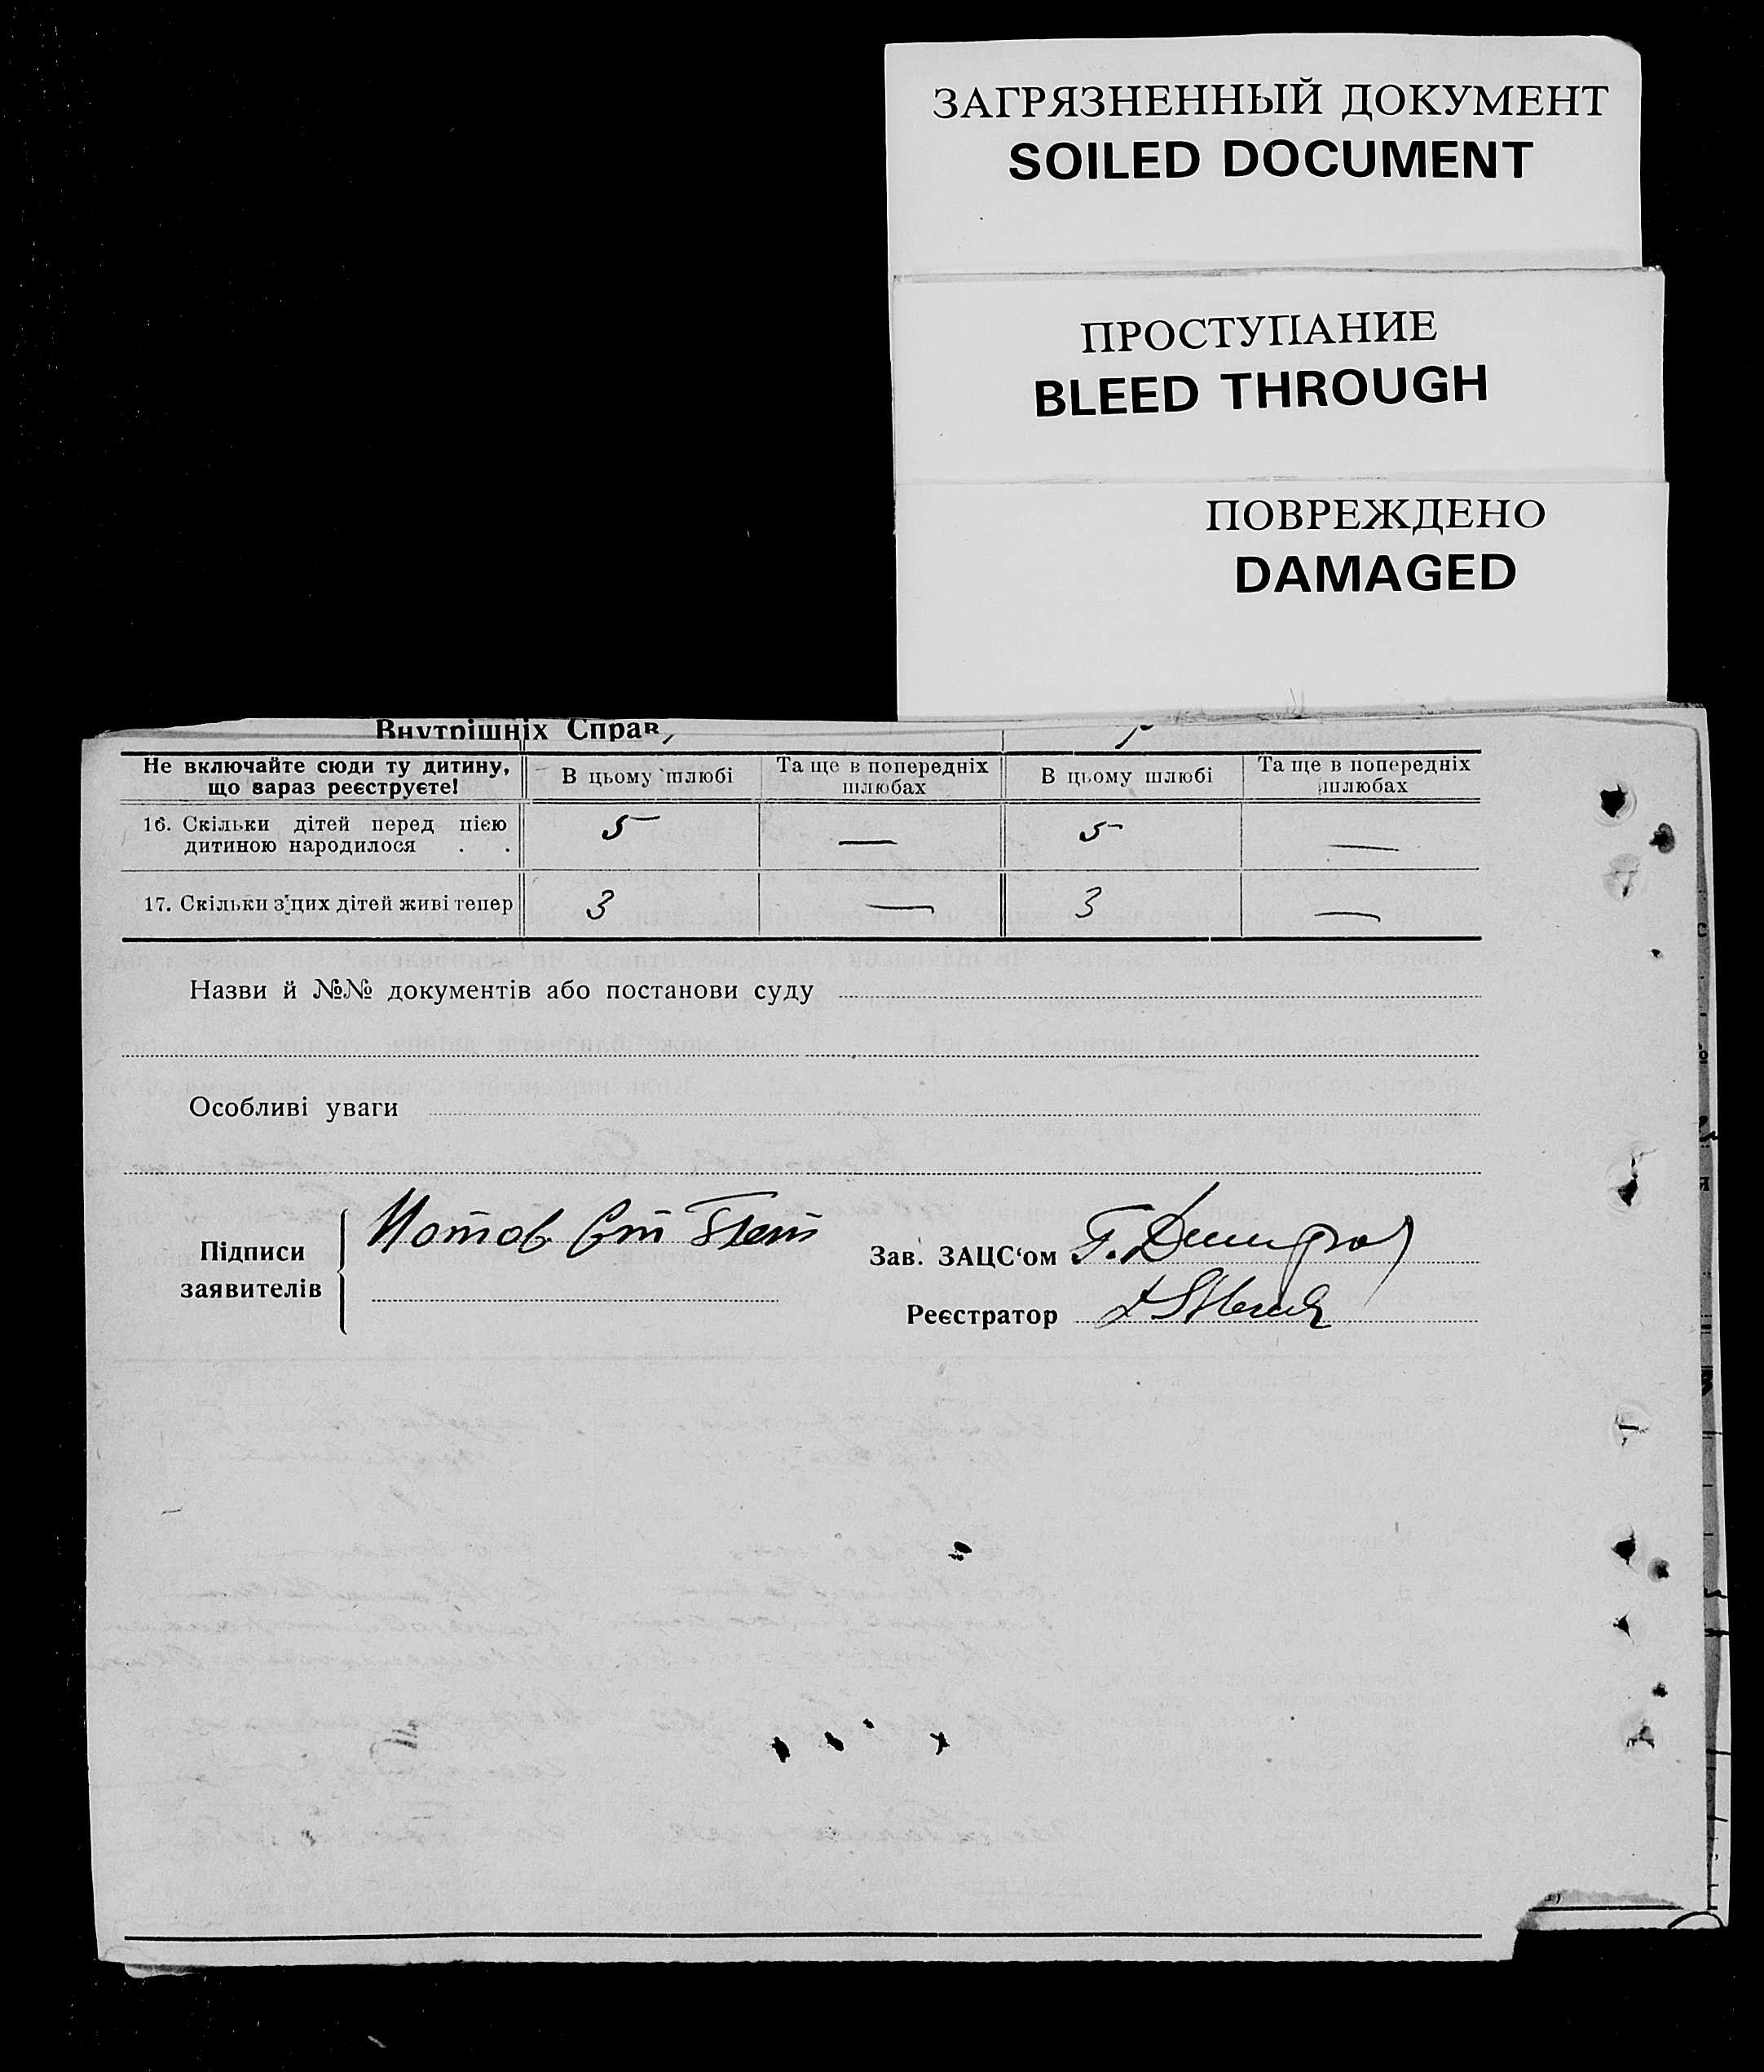 ЗАГРЯЗНЕННЫЙ ДОКУМЕНТ
SOILED DOCUMENT
ПРОСТУПАНИЕ
BLEED THROUGH
ПОВРЕЖДЕНО
DAMAGED
Внутрішніх Справ,
Не включайте сюди ту дитину, що вараз реєструєте!
В цьому шлюбі
Та ще в попередніх шлюбах
В цьому шлюбі
Та ще в попередніх шлюбах
16. Скільки дітей перед цією дитиною народилося . . 5 — 5 —
17. Скільки з цих дітей живі тепер 3 — 3 —
Назви й №№ документів або постанови суду
Особливі уваги
Підписи заявителів
Зав. ЗАЦС‘ом
Реєстратор